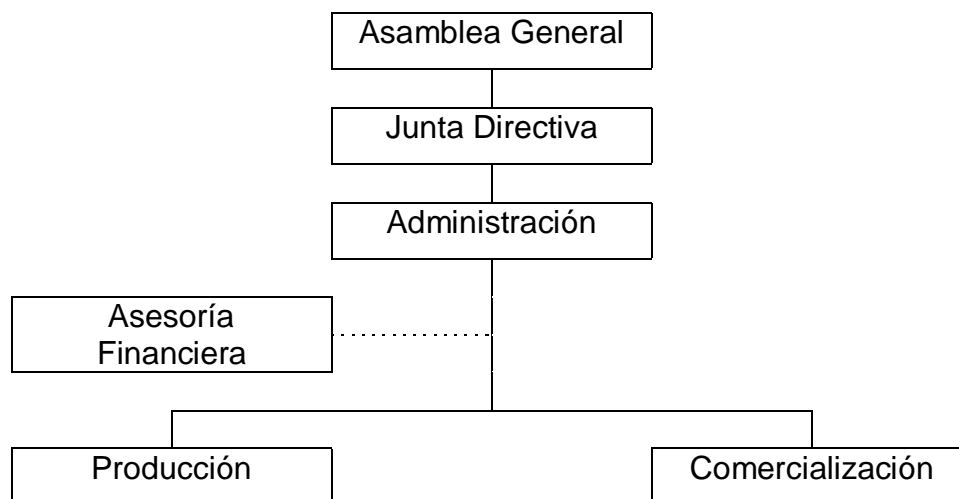 Asamblea General
Junta Directiva
Administración
Asesoría
Financiera
Producción
Comercialización